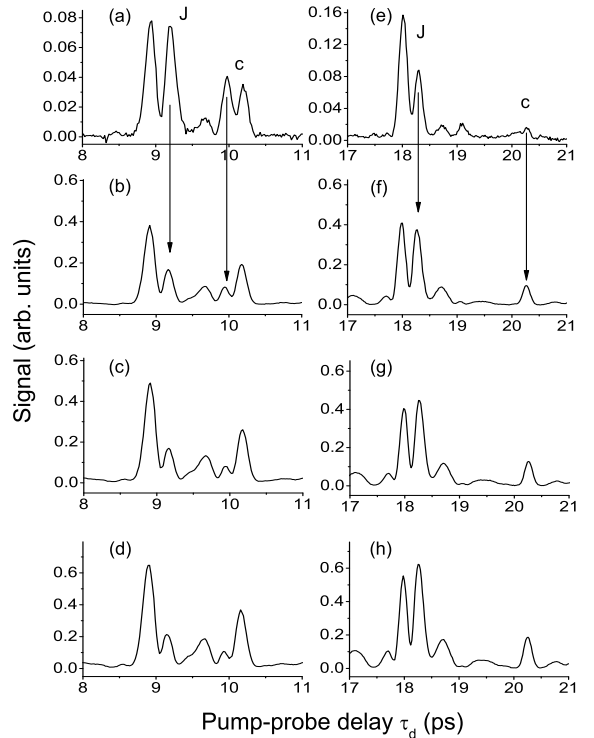 (a)
J
c
0.08
0.06
0.04
0.02
0.00
8 9 10 11
(e)
J
c
0.16
0.12
0.08
0.04
0.00
17 18 19 20 21
(b)
0.6
0.4
0.2
0.0
8 9 10 11
(f)
0.6
0.4
0.2
0.0
17 18 19 20 21
(c)
0.6
0.4
0.2
0.0
8 9 10 11
(g)
0.6
0.4
0.2
0.0
17 18 19 20 21
(d)
0.6
0.4
0.2
0.0
8 9 10 11
(h)
0.6
0.4
0.2
0.0
17 18 19 20 21
Signal (arb. units)
Pump-probe delay τd (ps)